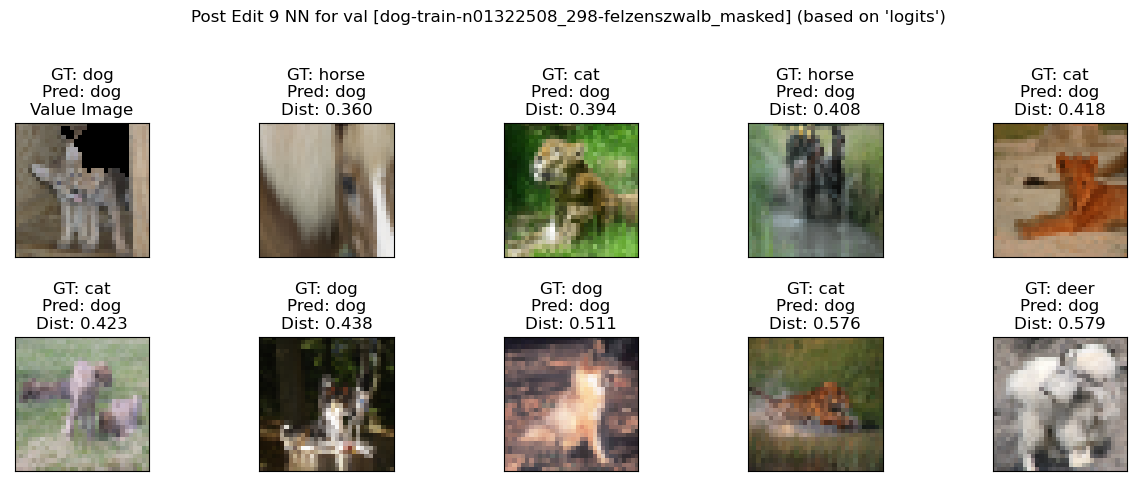 Post Edit 9 NN for val [dog-train-n01322508_298-felzenszwalb_masked] (based on 'logits')
GT: dog
Pred: dog
Value Image
GT: horse
Pred: dog
Dist: 0.360
GT: cat
Pred: dog
Dist: 0.394
GT: horse
Pred: dog
Dist: 0.408
GT: cat
Pred: dog
Dist: 0.418
GT: cat
Pred: dog
Dist: 0.423
GT: dog
Pred: dog
Dist: 0.438
GT: dog
Pred: dog
Dist: 0.511
GT: cat
Pred: dog
Dist: 0.576
GT: deer
Pred: dog
Dist: 0.579